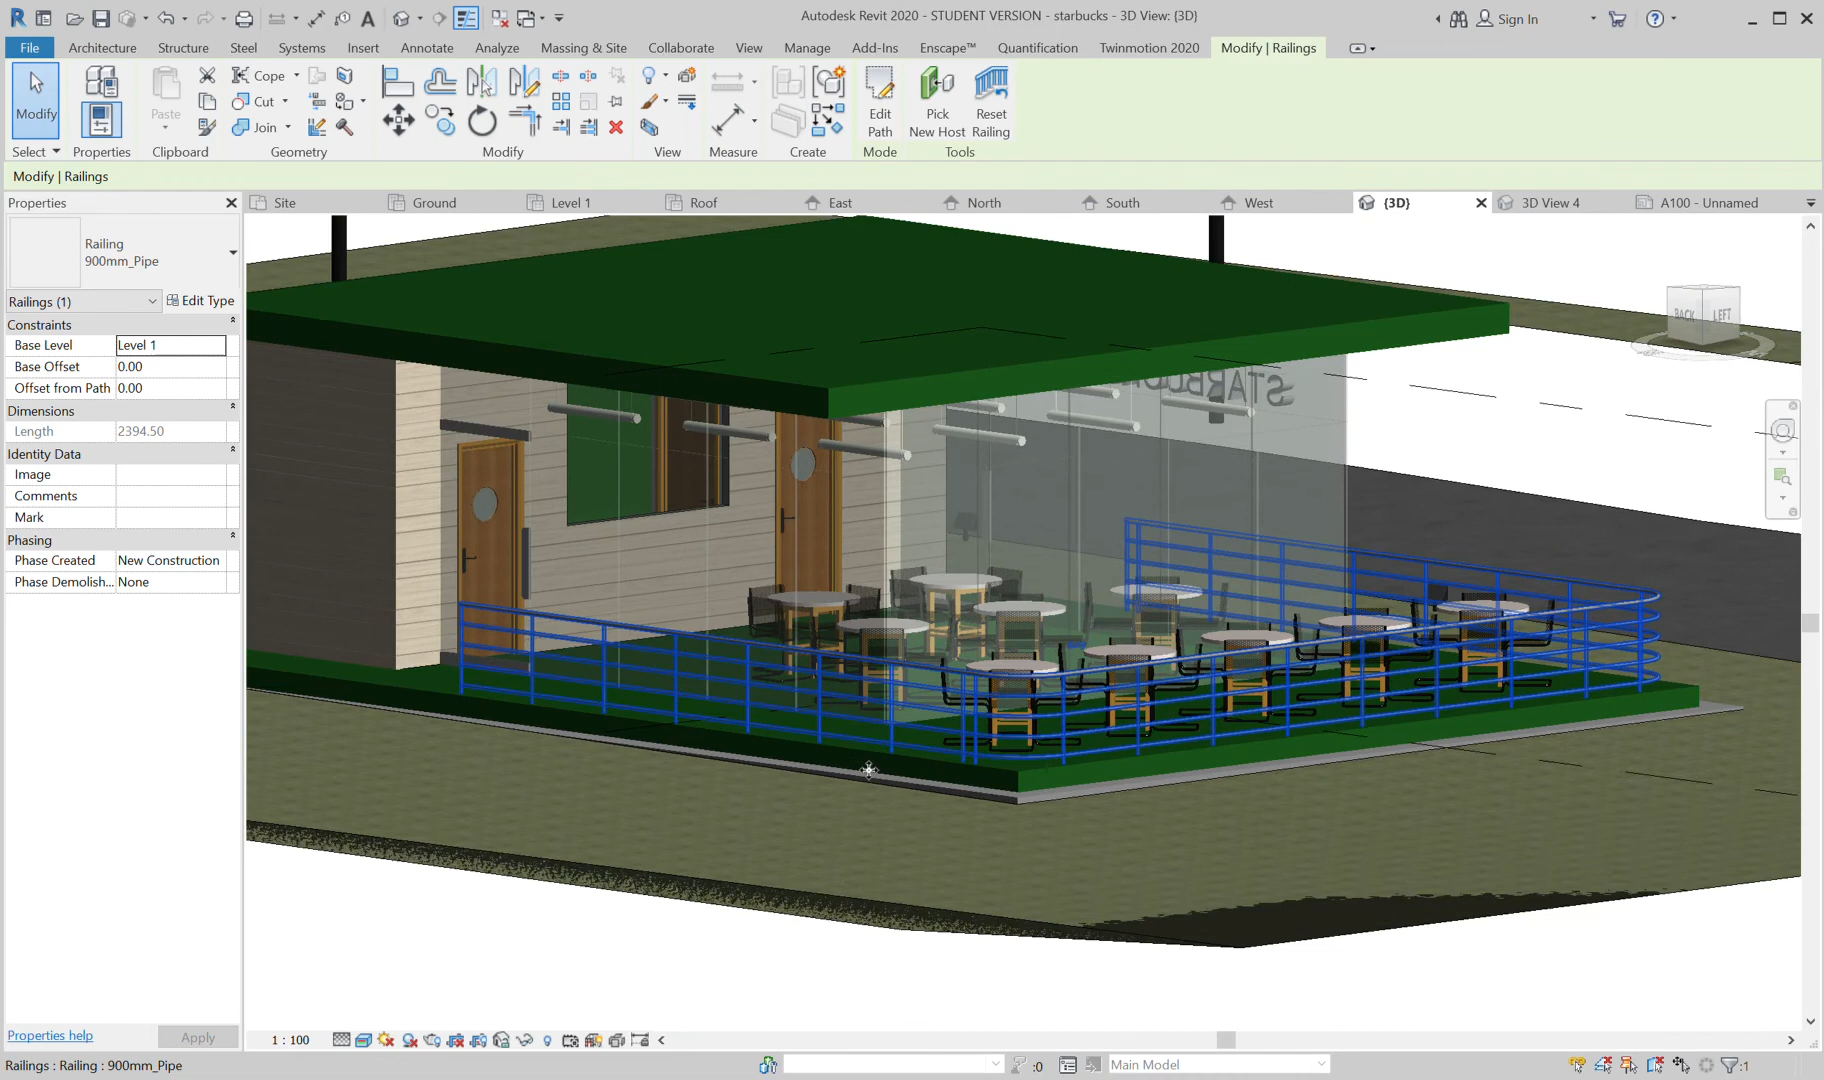 Autodesk Revit 2020 - STUDENT VERSION - starbucks - 3D View: {3D}
Sign In
File Architecture Structure Steel Systems Insert Annotate Analyze Massing & Site Collaborate View Manage Add-Ins Enscape™ Quantification Twinmotion 2020 Modify | Railings
Modify
Paste
Cope
Cut
Join
Edit Path
Pick New Host
Reset Railing
Select Properties Clipboard Geometry Modify View Measure Create Mode Tools
Modify | Railings
Properties
Site Ground Level 1 Roof East North South West {3D} 3D View 4 A100 - Unnamed
Railing
900mm_Pipe
Railings (1) Edit Type
Constraints
Base Level Level 1
Base Offset 0.00
Offset from Path 0.00
Dimensions
Length 2394.50
Identity Data
Image
Comments
Mark
Phasing
Phase Created New Construction
Phase Demolish... None
BACK LEFT
Properties help Apply
1 : 100
Railings : Railing : 900mm_Pipe
:0
Main Model
:1